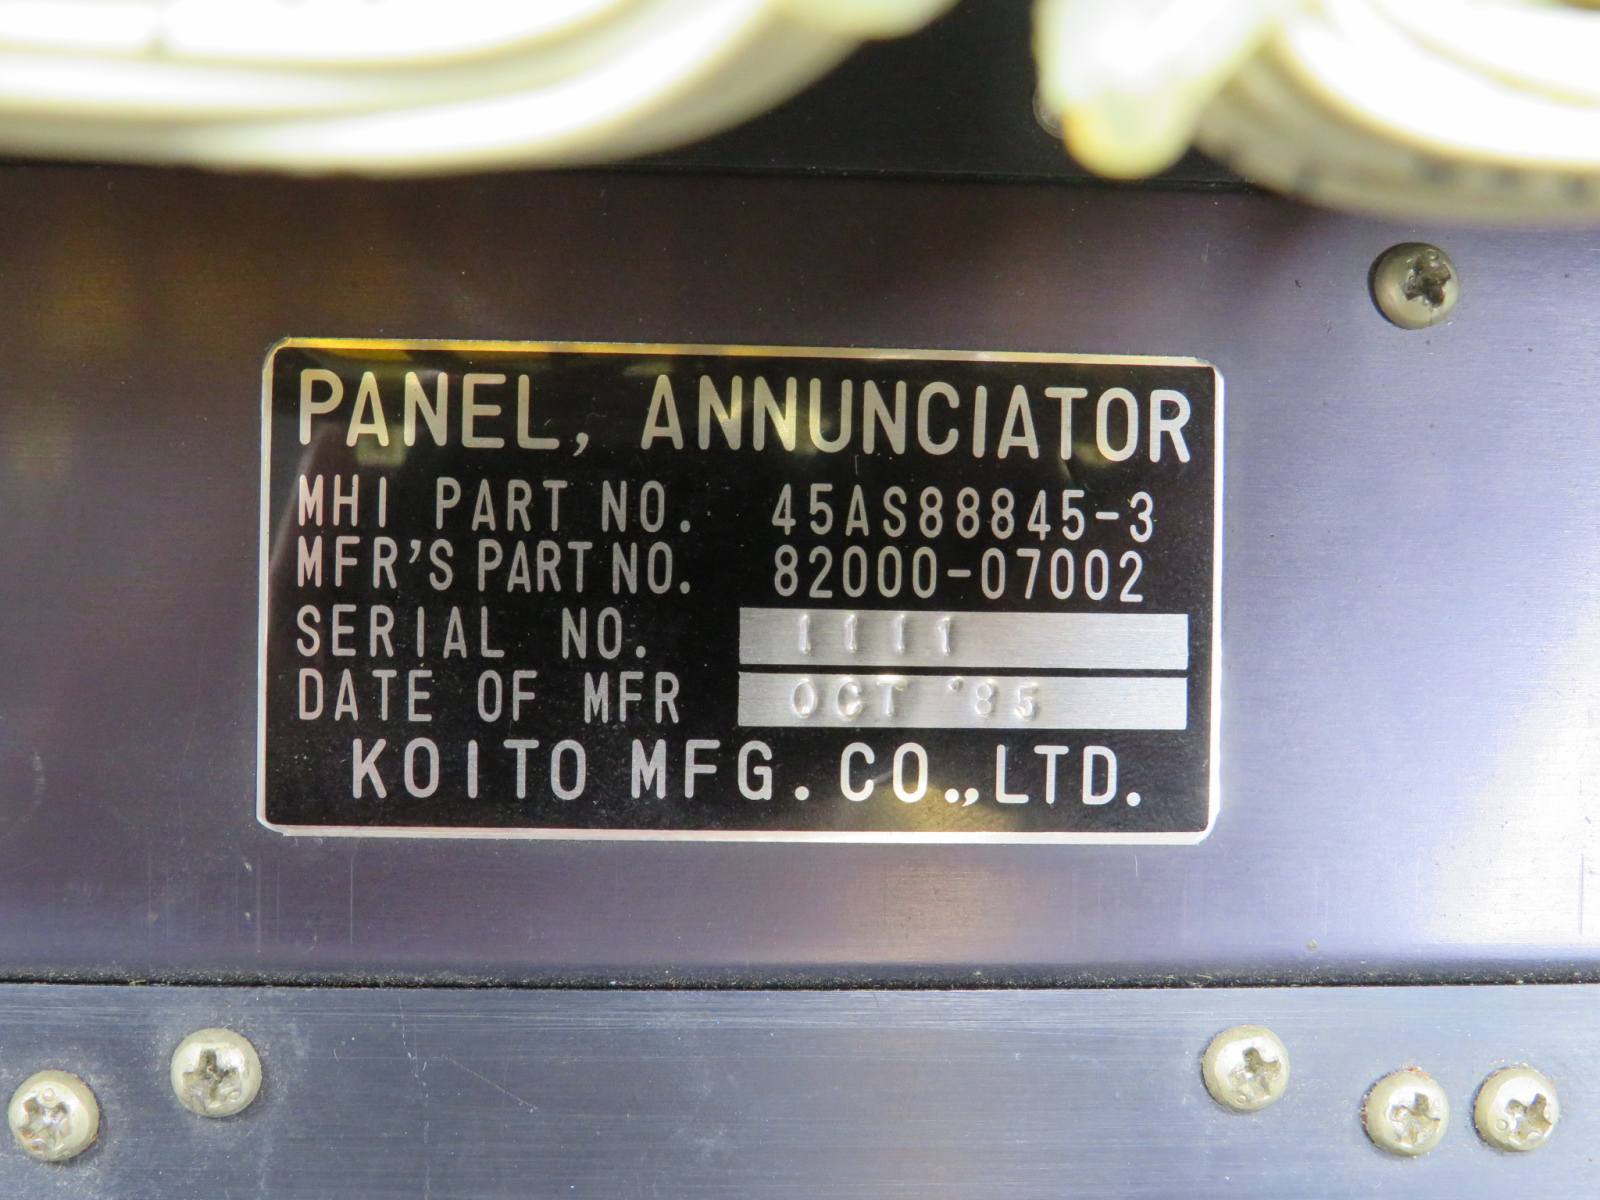 PANEL, ANNUNCIATOR
MHI PART NO. 45AS88845-3
MFR'S PART NO. 82000-07002
SERIAL NO. 1111
DATE OF MFR OCT '85
KOITO MFG. CO., LTD.